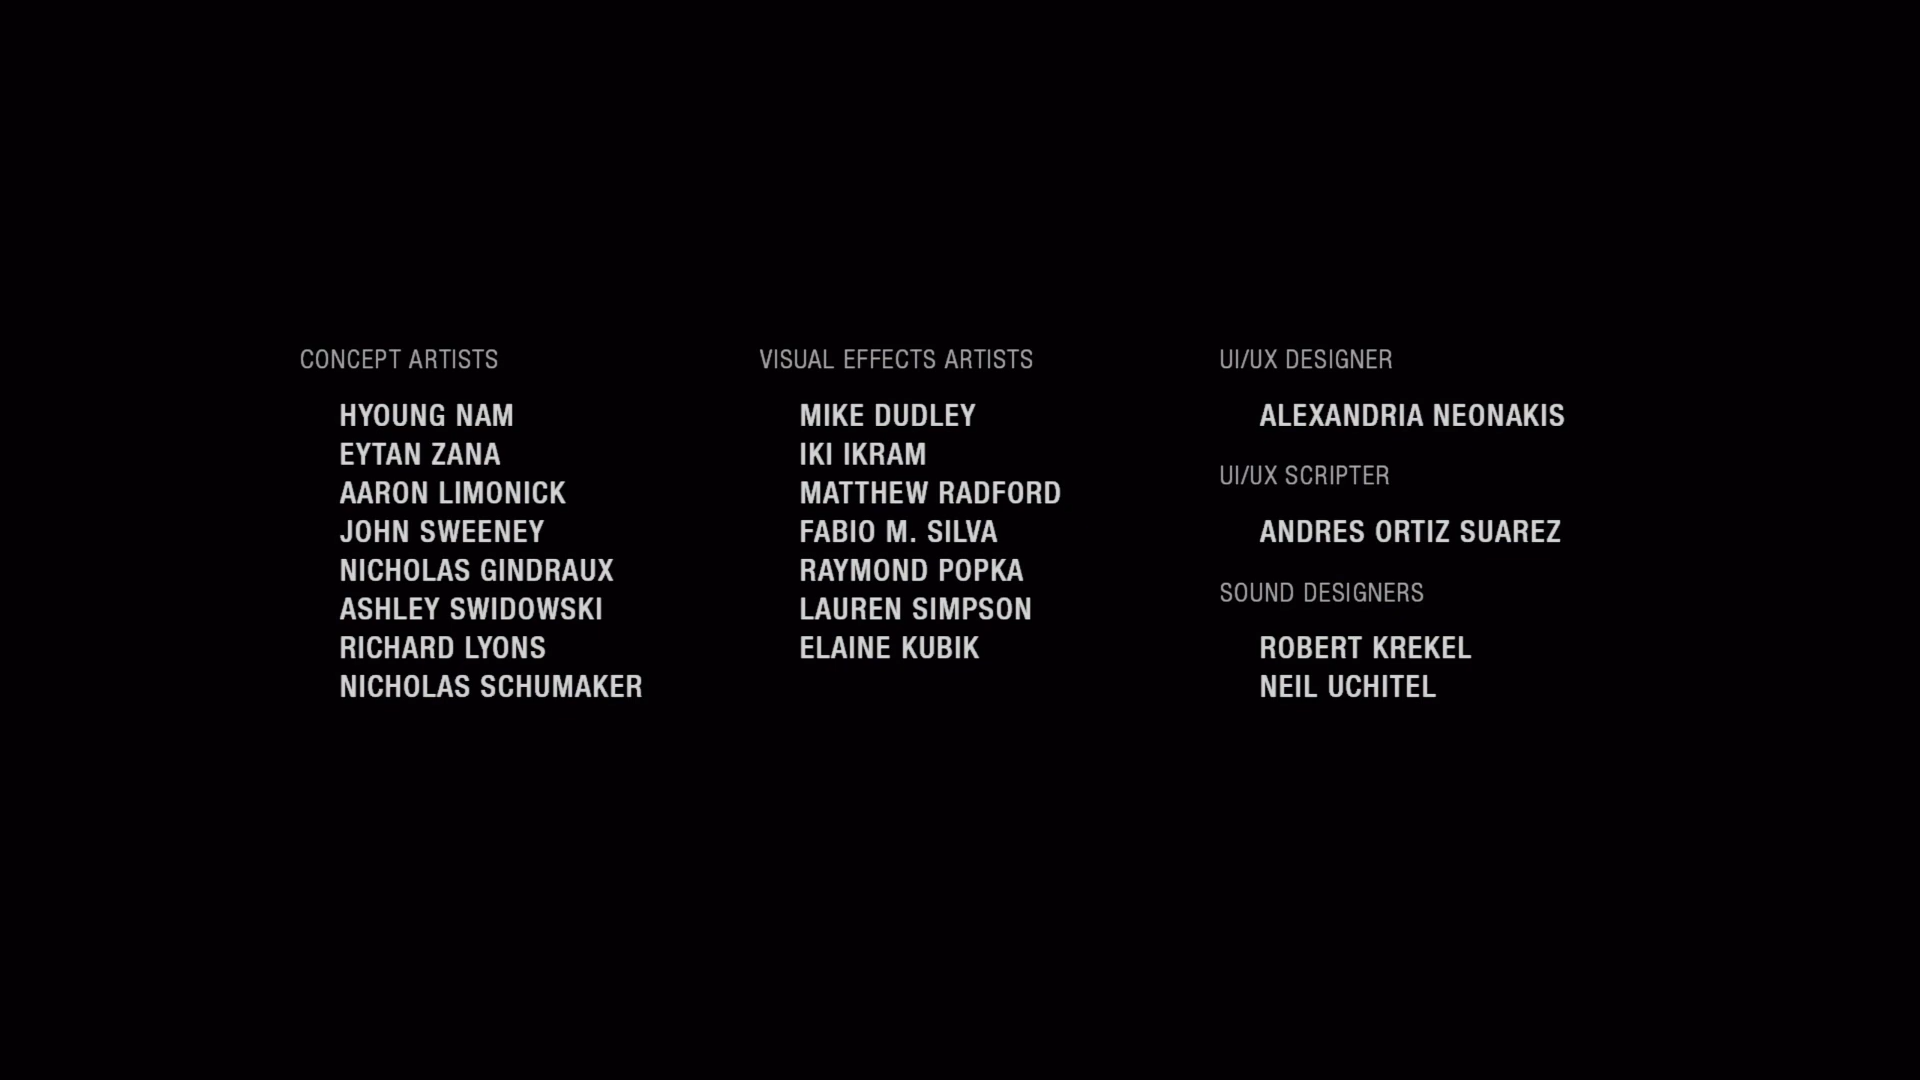 CONCEPT ARTISTS
HYOUNG NAM
EYTAN ZANA
AARON LIMONICK
JOHN SWEENEY
NICHOLAS GINDRAUX
ASHLEY SWIDOWSKI
RICHARD LYONS
NICHOLAS SCHUMAKER
VISUAL EFFECTS ARTISTS
MIKE DUDLEY
IKI IKRAM
MATTHEW RADFORD
FABIO M. SILVA
RAYMOND POPKA
LAUREN SIMPSON
ELAINE KUBIK
UI/UX DESIGNER
ALEXANDRIA NEONAKIS
UI/UX SCRIPTER
ANDRES ORTIZ SUAREZ
SOUND DESIGNERS
ROBERT KREKEL
NEIL UCHITEL